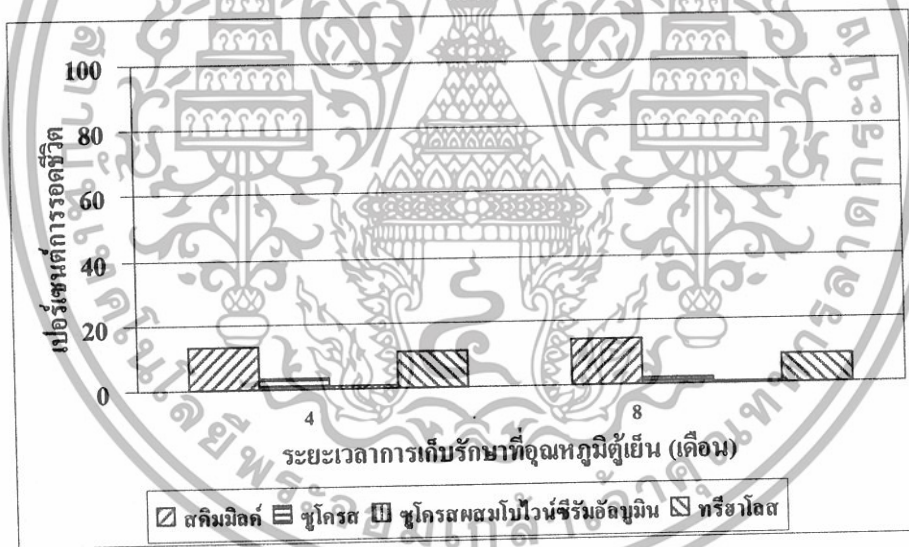 100
80
60
40
20
0
เปอร์เซนต์การรอดชีวิต
4 8
ระยะเวลาการเก็บรักษาที่อุณหภูมิตู้เย็น (เดือน)
สคิมมิลค์ ซูโครส ซูโครสผสมโบไวน์ซีรัมอัลบูมิน ทรีฮาโลส